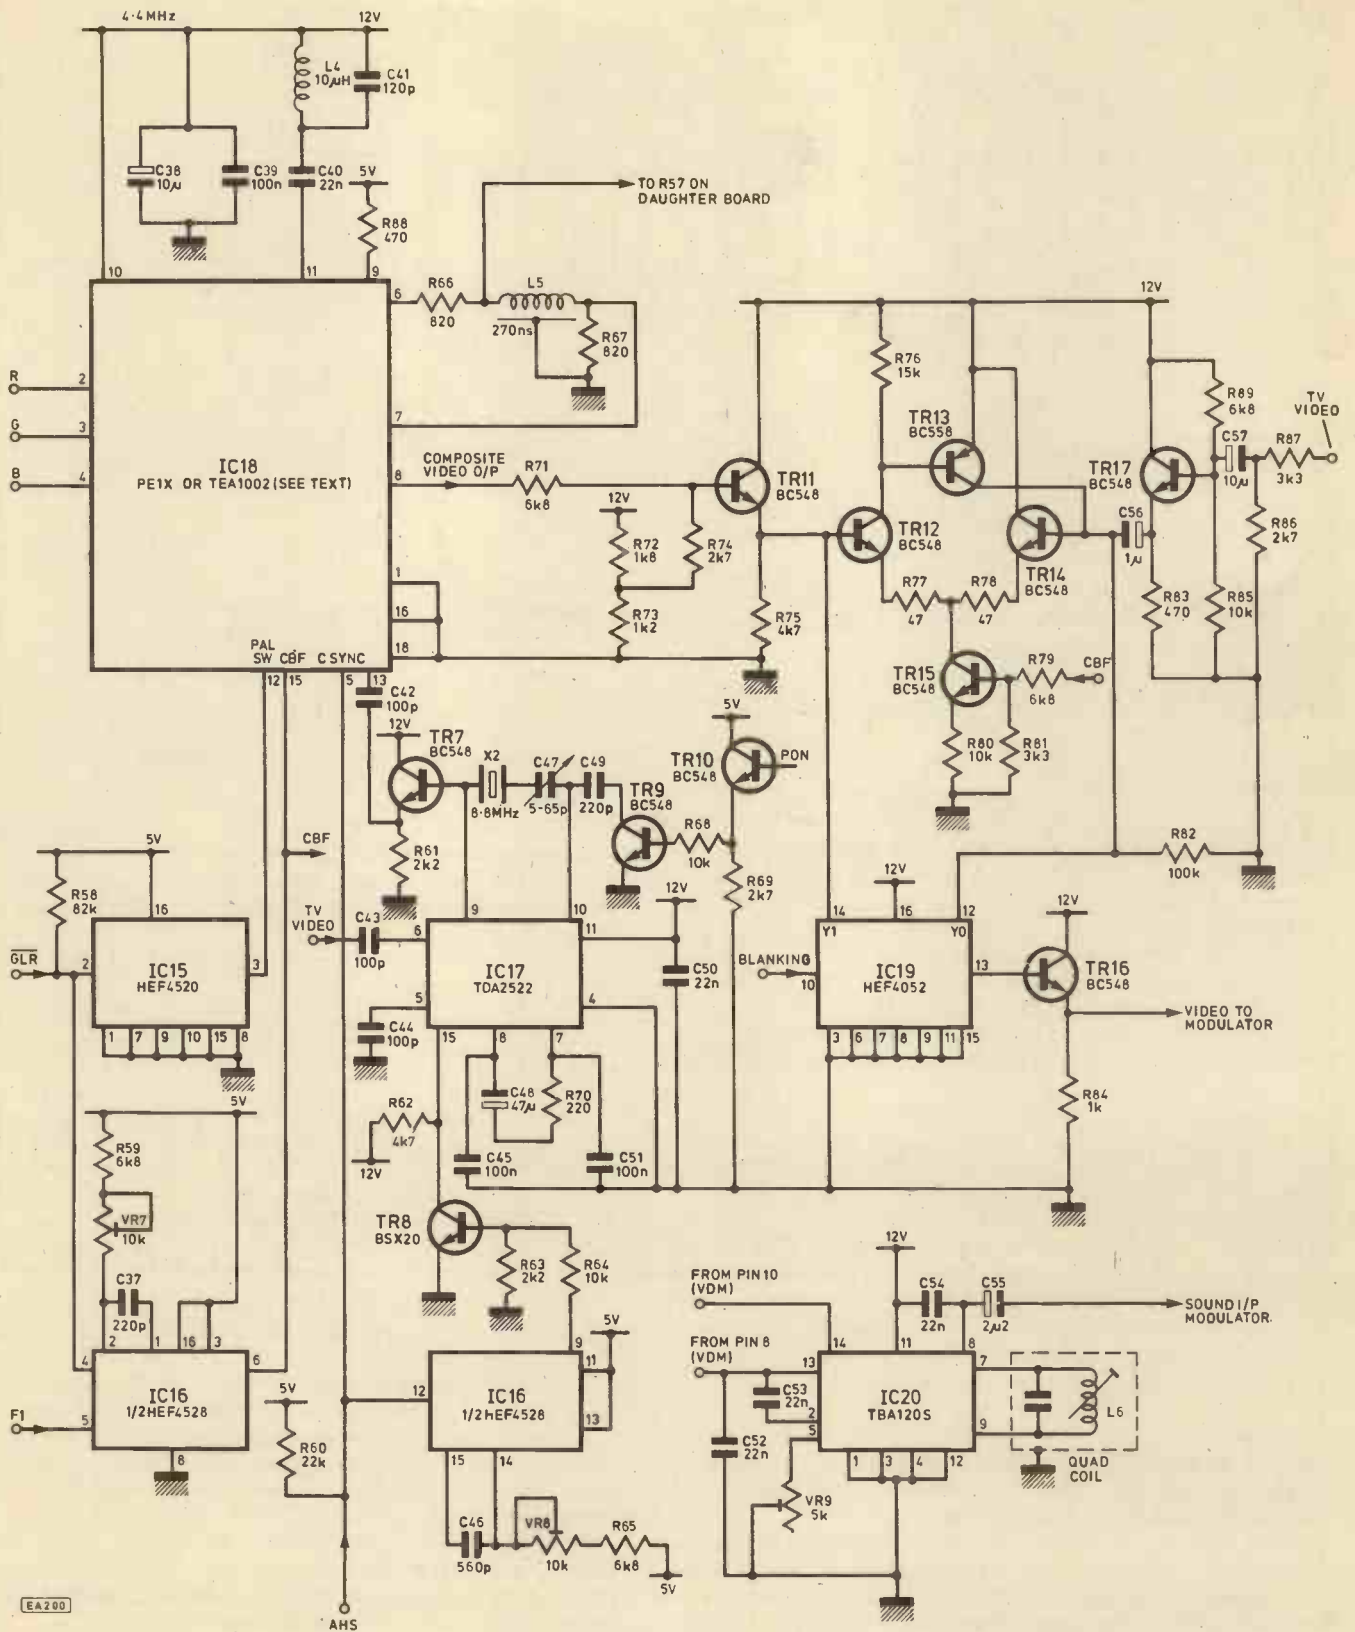 4·4MHz
12V
L4
10µH
C41
120p
C38
10µ
C39
100n
C40
22n
5V
R88
470
TO R57 ON
DAUGHTER BOARD
10
11
9
6
R66
820
L5
270ns
R67
820
7
R
2
G
3
B
4
IC18
PE1X OR TEA1002 (SEE TEXT)
8
COMPOSITE
VIDEO O/P
R71
6k8
12V
R72
1k8
R74
2k7
R73
1k2
1
16
18
PAL
SW
CBF
C SYNC
12
15
5
13
TR11
BC548
R75
4k7
12V
R76
15k
TR13
BC558
TR12
BC548
TR14
BC548
R77
47
R78
47
TR15
BC548
R79
6k8
CBF
R80
10k
R81
3k3
TR17
BC548
C56
1µ
R83
470
R89
6k8
R85
10k
C57
10µ
R87
3k3
R86
2k7
TV
VIDEO
R82
100k
C42
100p
12V
TR7
BC548
R61
2k2
X2
8·8MHz
C47
5-65p
C49
220p
TR9
BC548
R68
10k
5V
TR10
BC548
PON
R69
2k7
CBF
5V
R58
82k
16
GLR
2
IC15
HEF4520
3
1
7
9
10
15
8
TV
VIDEO
C43
100p
6
9
10
11
IC17
TDA2522
5
4
C44
100p
15
8
7
12V
C50
22n
C48
47µ
R70
220
C45
100n
C51
100n
R62
4k7
12V
BLANKING
10
14
Y1
12V
16
12
Y0
IC19
HEF4052
13
3
6
7
8
9
11
15
12V
TR16
BC548
VIDEO TO
MODULATOR
R84
1k
5V
R59
6k8
VR7
10k
C37
220p
2
1
16
3
4
6
IC16
1/2 HEF4528
F1
5
8
5V
R60
22k
TR8
BSX20
R63
2k2
R64
10k
9
5V
11
12
13
IC16
1/2 HEF4528
15
14
C46
560p
VR8
10k
R65
6k8
5V
AHS
FROM PIN 10
(VDM)
FROM PIN 8
(VDM)
12V
C54
22n
C55
2µ2
SOUND I/P
MODULATOR.
14
11
8
13
7
C53
22n
2
5
IC20
TBA120S
9
L6
C52
22n
1
3
4
12
QUAD
COIL
VR9
5k
EA200